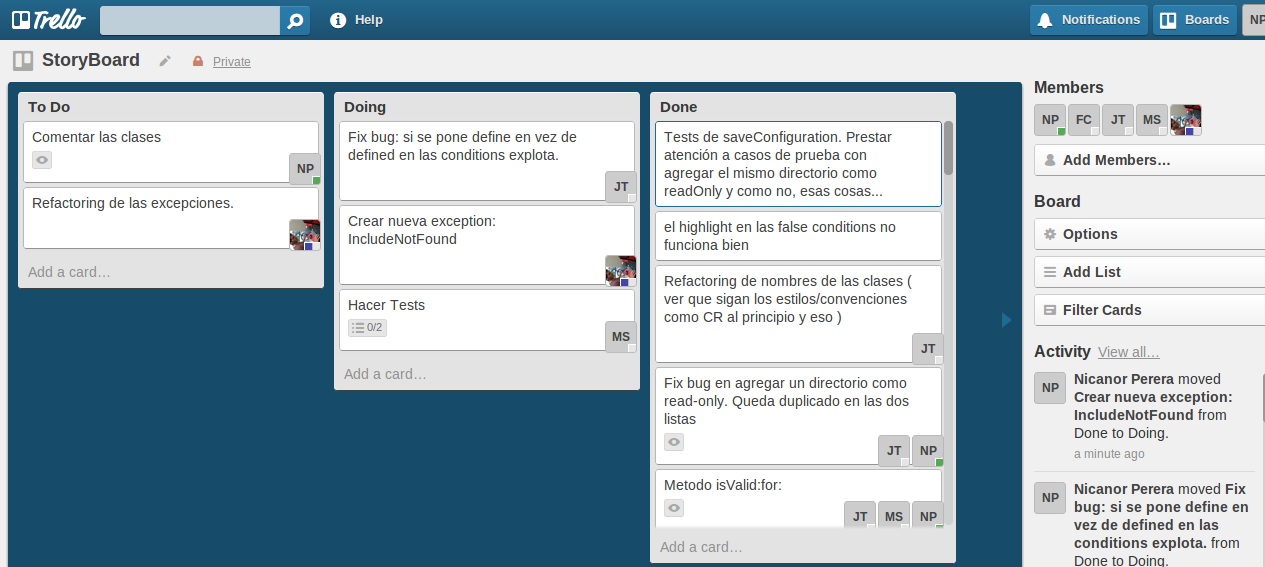 Trello
Help
Notifications
Boards
NP
StoryBoard
Private
To Do
Comentar las clases
NP
Refactoring de las excepciones.
Add a card…
Doing
Fix bug: si se pone define en vez de
defined en las conditions explota.
JT
Crear nueva exception:
IncludeNotFound
Hacer Tests
0/2
MS
Add a card…
Done
Tests de saveConfiguration. Prestar
atención a casos de prueba con
agregar el mismo directorio como
readOnly y como no, esas cosas...
el highlight en las false conditions no
funciona bien
Refactoring de nombres de las clases (
ver que sigan los estilos/convenciones
como CR al principio y eso )
JT
Fix bug en agregar un directorio como
read-only. Queda duplicado en las dos
listas
JT NP
Metodo isValid:for:
JT MS NP
Add a card…
Members
NP FC JT MS
Add Members…
Board
Options
Add List
Filter Cards
Activity View all…
NP
Nicanor Perera moved
Crear nueva exception:
IncludeNotFound from
Done to Doing.
a minute ago
NP
Nicanor Perera moved Fix
bug: si se pone define en
vez de defined en las
conditions explota. from
Done to Doing.